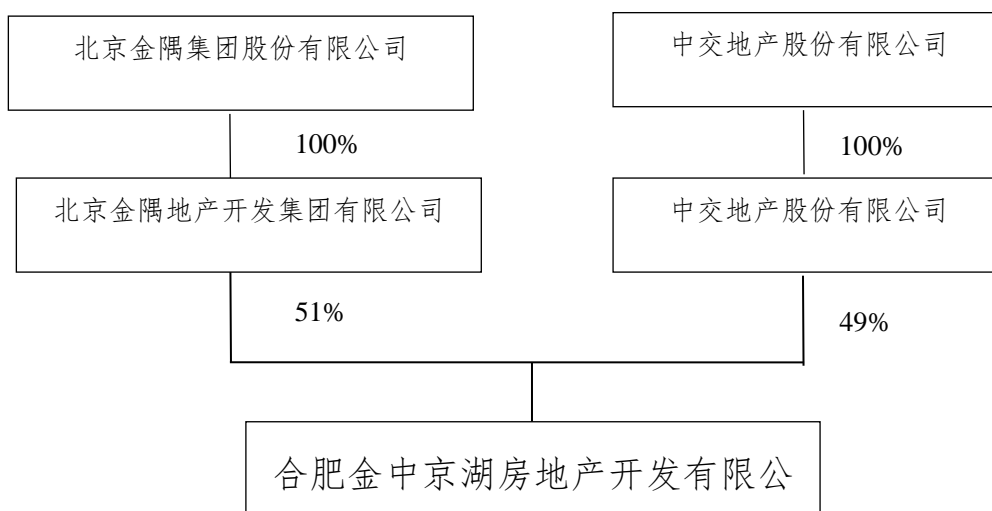 北京金隅集团股份有限公司
中交地产股份有限公司
100%
100%
北京金隅地产开发集团有限公司
中交地产股份有限公司
51%
49%
合肥金中京湖房地产开发有限公